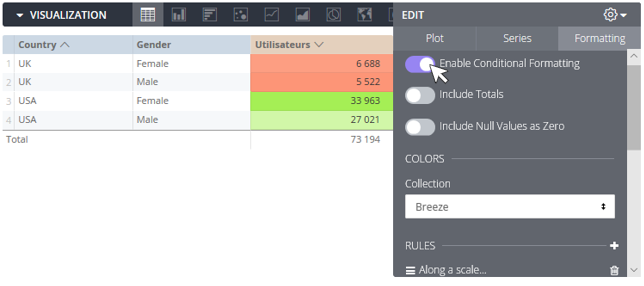 VISUALIZATION
Country Gender Utilisateurs
1 UK Female 6 688
2 UK Male 5 522
3 USA Female 33 963
4 USA Male 27 021
Total 73 194
EDIT
Plot Series Formatting
Enable Conditional Formatting
Include Totals
Include Null Values as Zero
COLORS
Collection
Breeze
RULES
Along a scale...